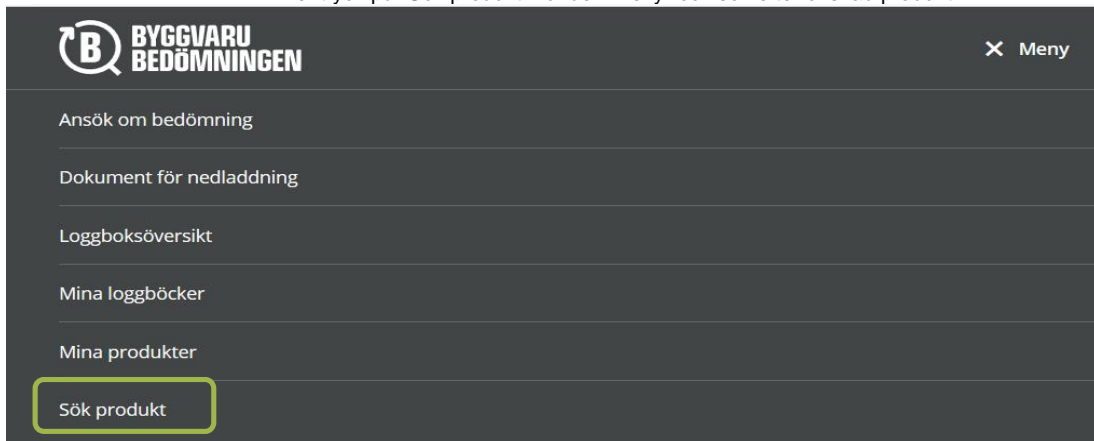 BYGGVARU
BEDÖMNINGEN
Meny
Ansök om bedömning
Dokument för nedladdning
Loggboksöversikt
Mina loggböcker
Mina produkter
Sök produkt